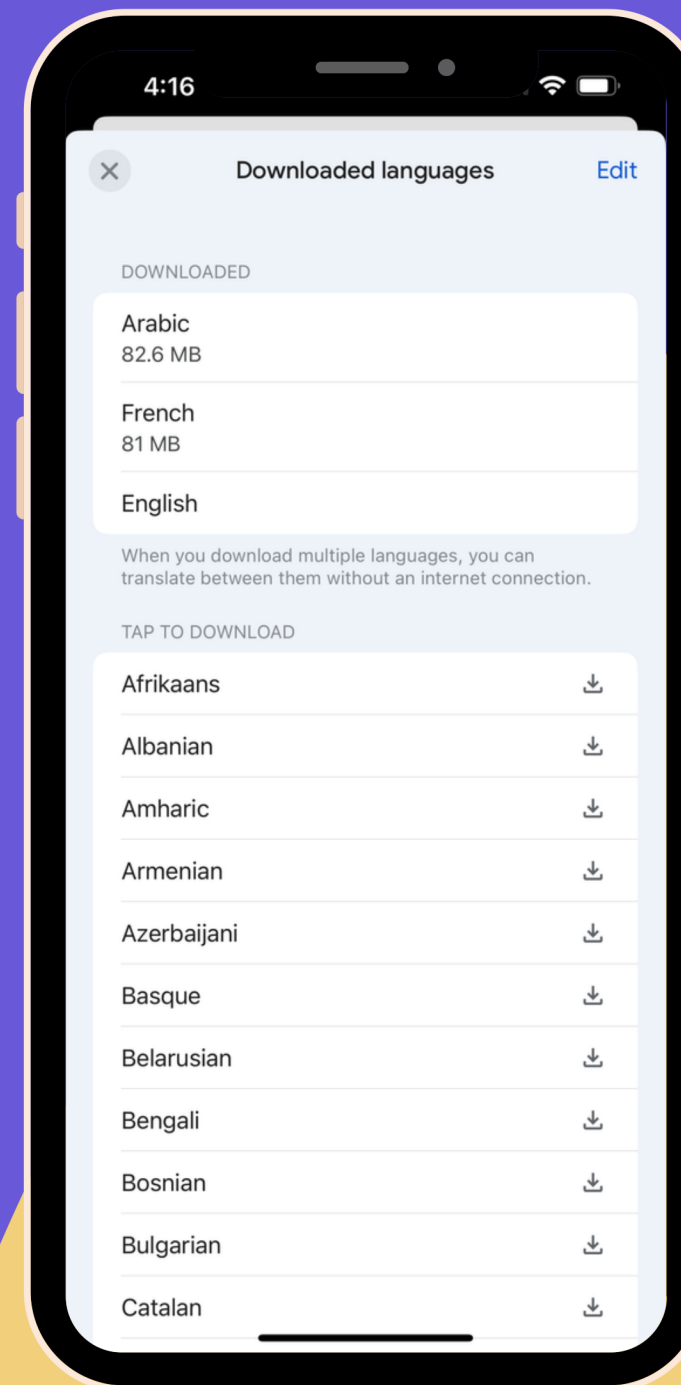 4:16
Downloaded languages
Edit
DOWNLOADED
Arabic
82.6 MB
French
81 MB
English
When you download multiple languages, you can
translate between them without an internet connection.
TAP TO DOWNLOAD
Afrikaans
Albanian
Amharic
Armenian
Azerbaijani
Basque
Belarusian
Bengali
Bosnian
Bulgarian
Catalan